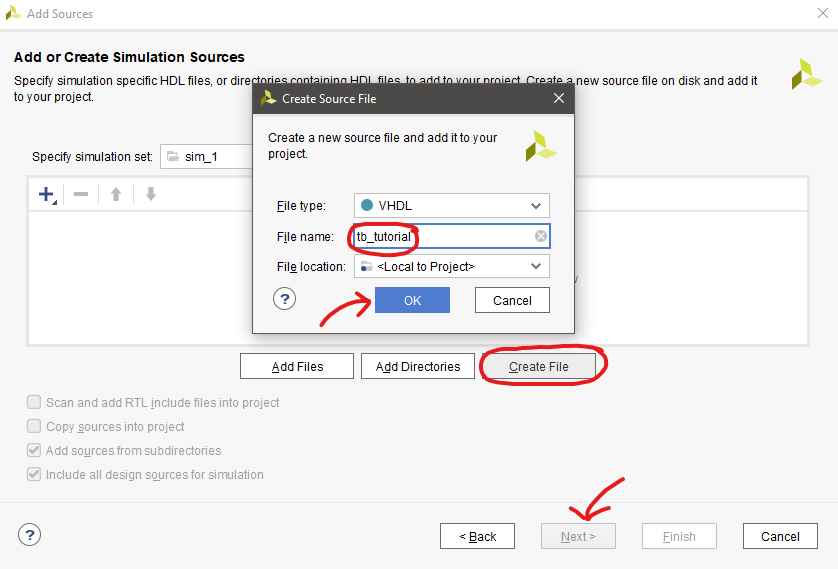 Add Sources
Add or Create Simulation Sources
Specify simulation specific HDL files, or directories containing HDL files, to add to your project. Create a new source file on disk and add it
to your project.
Specify simulation set:
sim_1
Create Source File
Create a new source file and add it to your
project.
File type:
VHDL
File name:
tb_tutorial
File location:
<Local to Project>
?
OK
Cancel
Add Files
Add Directories
Create File
Scan and add RTL include files into project
Copy sources into project
Add sources from subdirectories
Include all design sources for simulation
?
< Back
Next >
Finish
Cancel